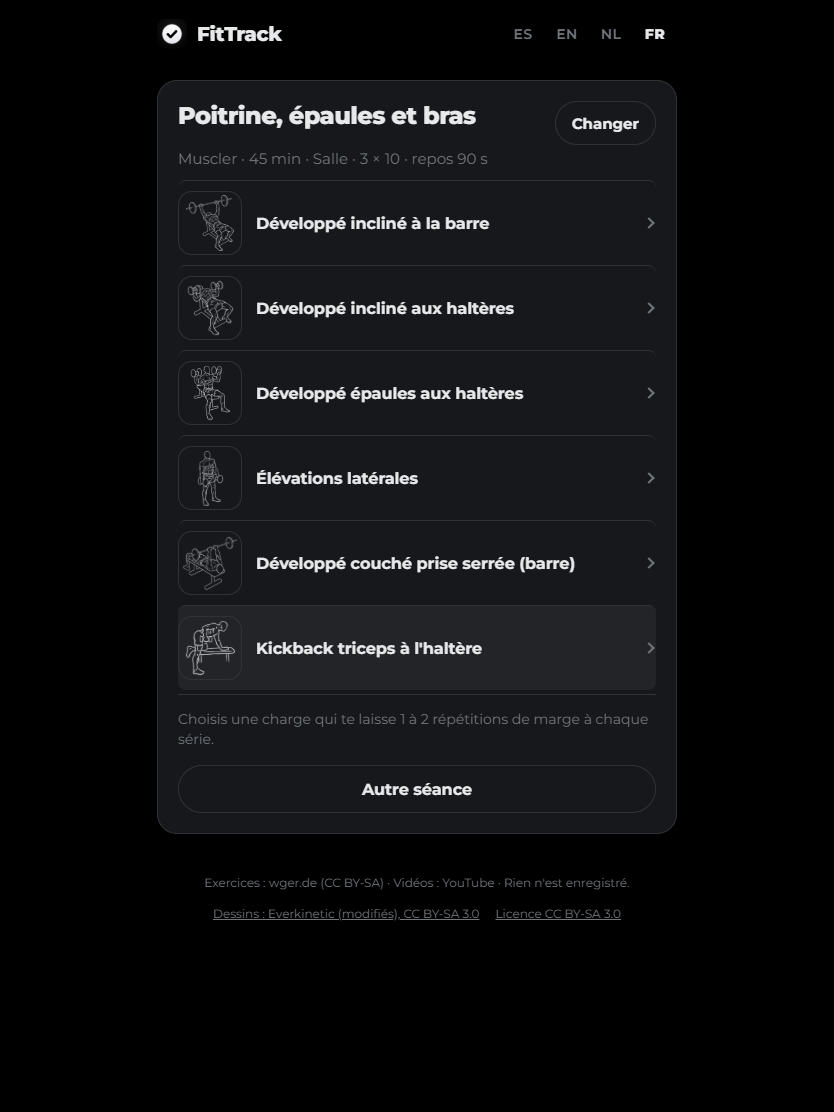 FitTrack
ES EN NL FR
Poitrine, épaules et bras
Changer
Muscler · 45 min · Salle · 3 × 10 · repos 90 s
Développé incliné à la barre
Développé incliné aux haltères
Développé épaules aux haltères
Élévations latérales
Développé couché prise serrée (barre)
Kickback triceps à l'haltère
Choisis une charge qui te laisse 1 à 2 répétitions de marge à chaque
série.
Autre séance
Exercices : wger.de (CC BY-SA) · Vidéos : YouTube · Rien n'est enregistré.
Dessins : Everkinetic (modifiés), CC BY-SA 3.0 Licence CC BY-SA 3.0